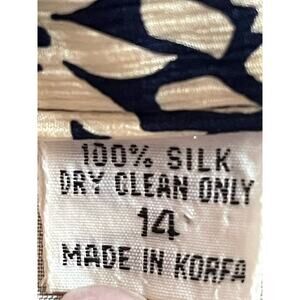 100% SILK
DRY CLEAN ONLY
14
MADE IN KOREA